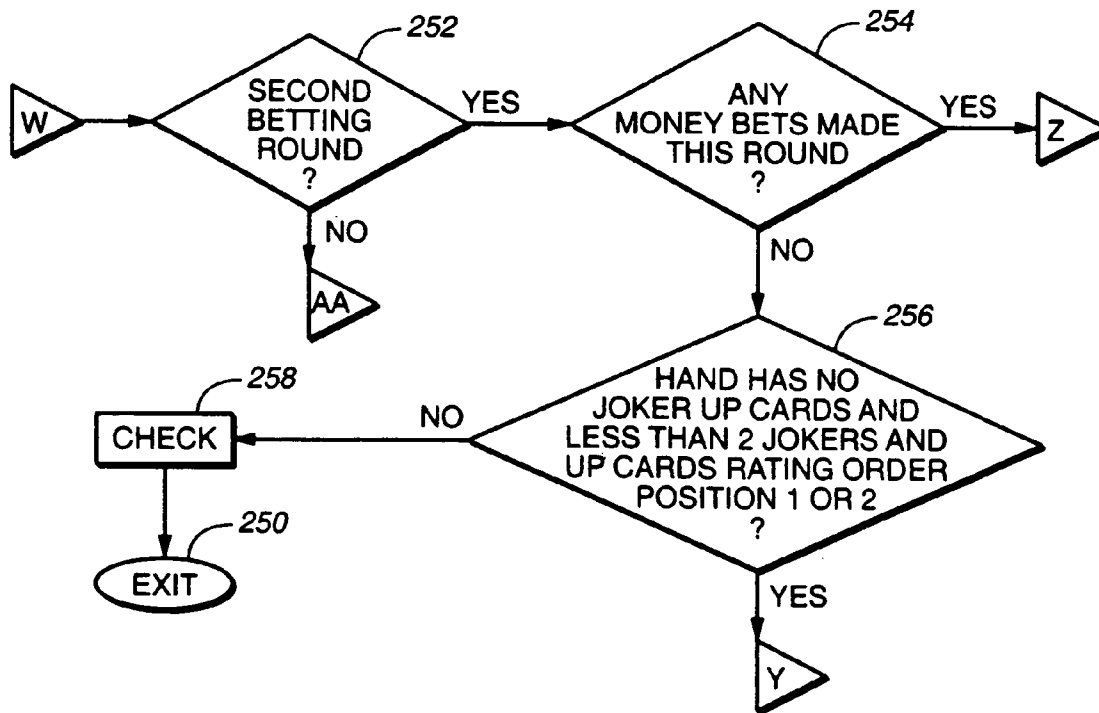 252
254
W
SECOND
BETTING
ROUND
?
YES
ANY
MONEY BETS MADE
THIS ROUND
?
YES
Z
NO
AA
NO
256
258
CHECK
NO
HAND HAS NO
JOKER UP CARDS AND
LESS THAN 2 JOKERS AND
UP CARDS RATING ORDER
POSITION 1 OR 2
?
250
EXIT
YES
Y